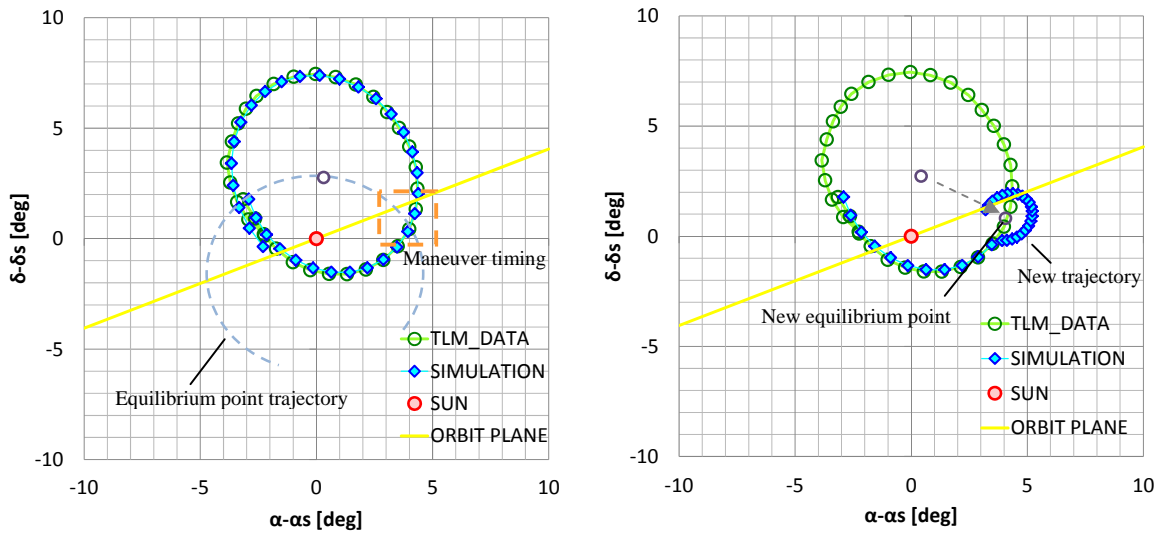 10
5
0
-5
-10
-10
-5
0
5
10
δ-δs [deg]
α-αs [deg]
Maneuver timing
Equilibrium point trajectory
TLM_DATA
SIMULATION
SUN
ORBIT PLANE
10
5
0
-5
-10
-10
-5
0
5
10
δ-δs [deg]
α-αs [deg]
New trajectory
New equilibrium point
TLM_DATA
SIMULATION
SUN
ORBIT PLANE